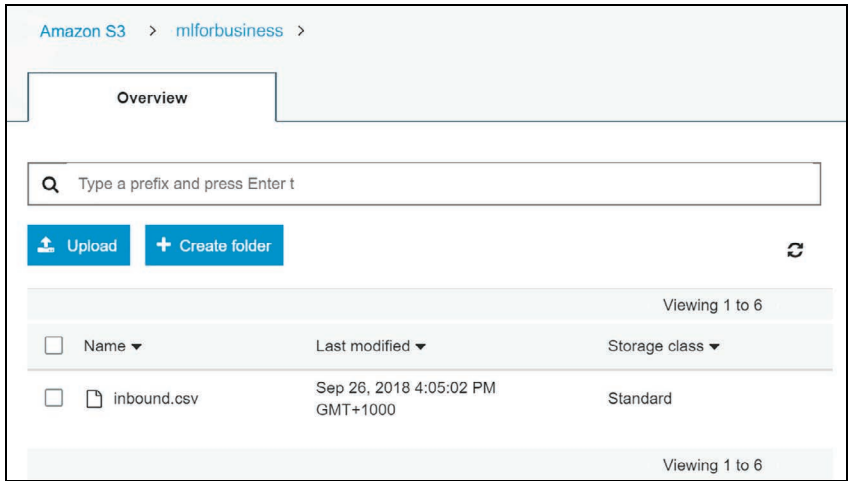 Amazon S3 > mlforbusiness >
Overview
Type a prefix and press Enter t
Upload + Create folder
Viewing 1 to 6
Name Last modified Storage class
inbound.csv Sep 26, 2018 4:05:02 PM Standard
GMT+1000
Viewing 1 to 6